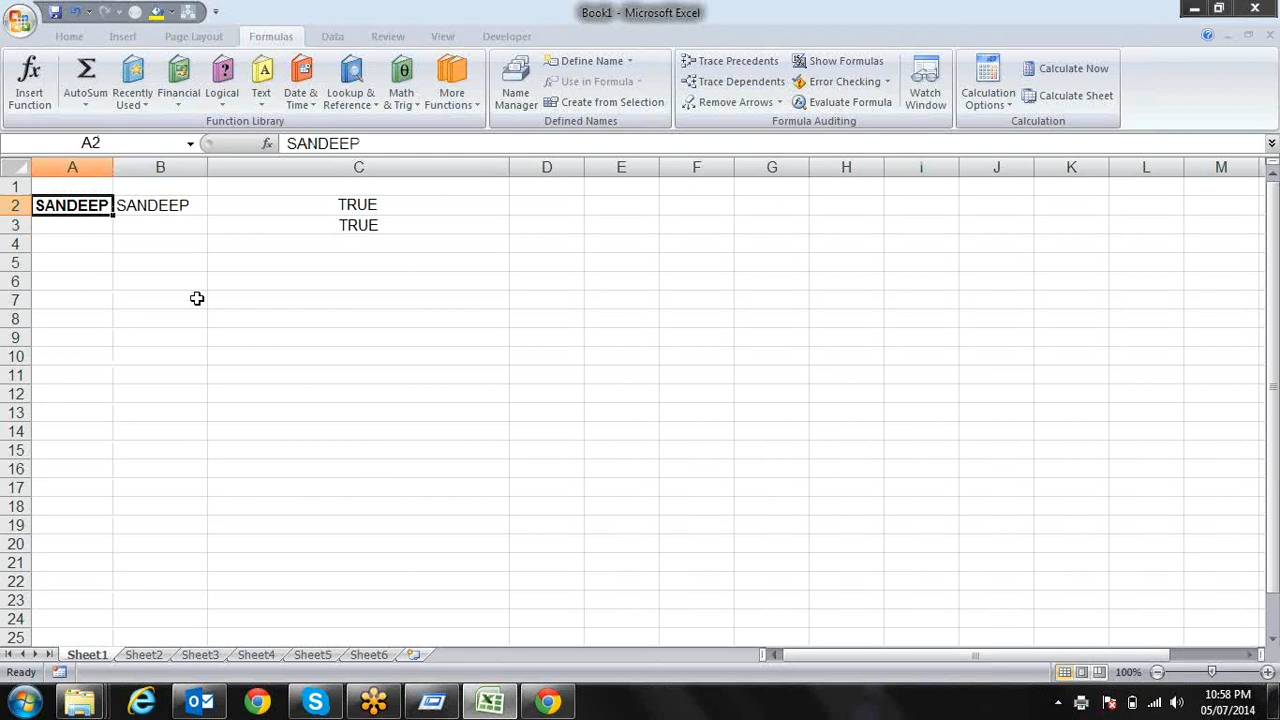 Book1 - Microsoft Excel
Home Insert Page Layout Formulas Data Review View Developer
fx Insert Function
Σ AutoSum
Recently Used
Financial
Logical
Text
Date & Time
Lookup & Reference
Math & Trig
More Functions
Function Library
Name Manager
Define Name
Use in Formula
Create from Selection
Defined Names
Trace Precedents
Trace Dependents
Remove Arrows
Show Formulas
Error Checking
Evaluate Formula
Formula Auditing
Watch Window
Calculation Options
Calculate Now
Calculate Sheet
Calculation
A2 fx SANDEEP
A B C D E F G H I J K L M
1
2 SANDEEP SANDEEP TRUE
3 TRUE
4
5
6
7
8
9
10
11
12
13
14
15
16
17
18
19
20
21
22
23
24
25
Sheet1 Sheet2 Sheet3 Sheet4 Sheet5 Sheet6
Ready 100%
10:58 PM
05/07/2014